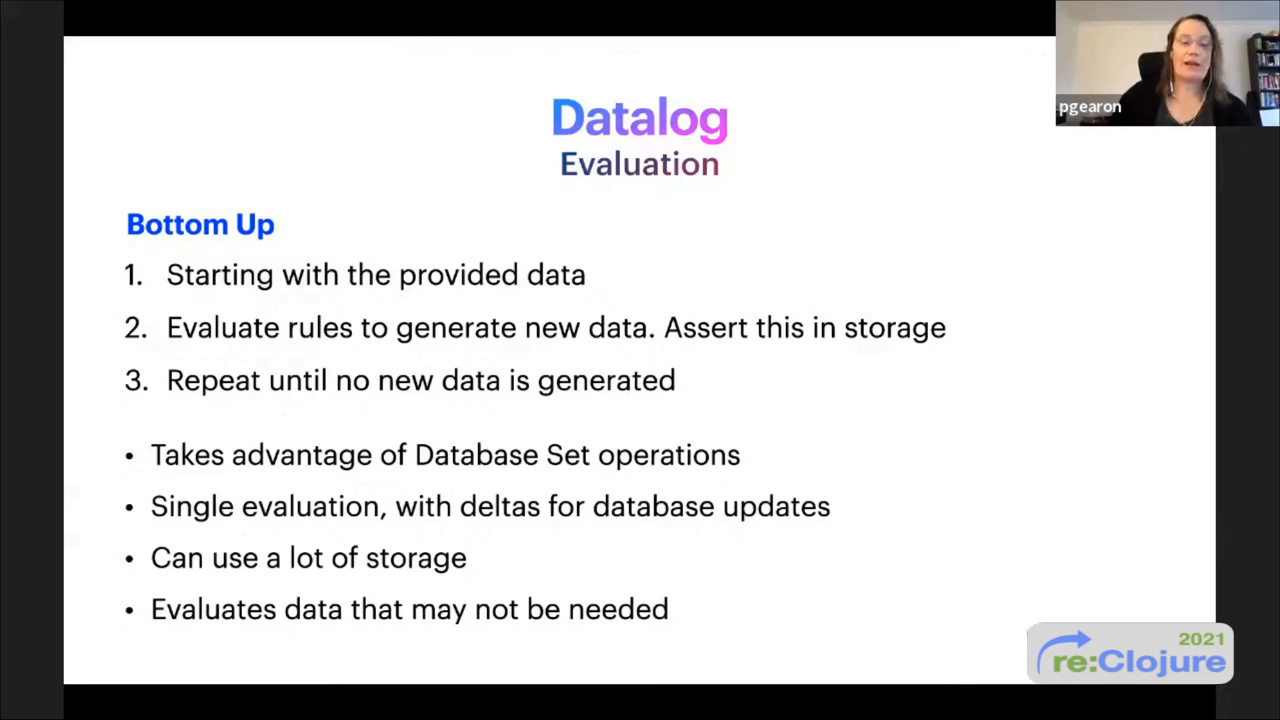 Datalog
Evaluation
pgearon
Bottom Up
1. Starting with the provided data
2. Evaluate rules to generate new data. Assert this in storage
3. Repeat until no new data is generated
• Takes advantage of Database Set operations
• Single evaluation, with deltas for database updates
• Can use a lot of storage
• Evaluates data that may not be needed
2021
re:Clojure